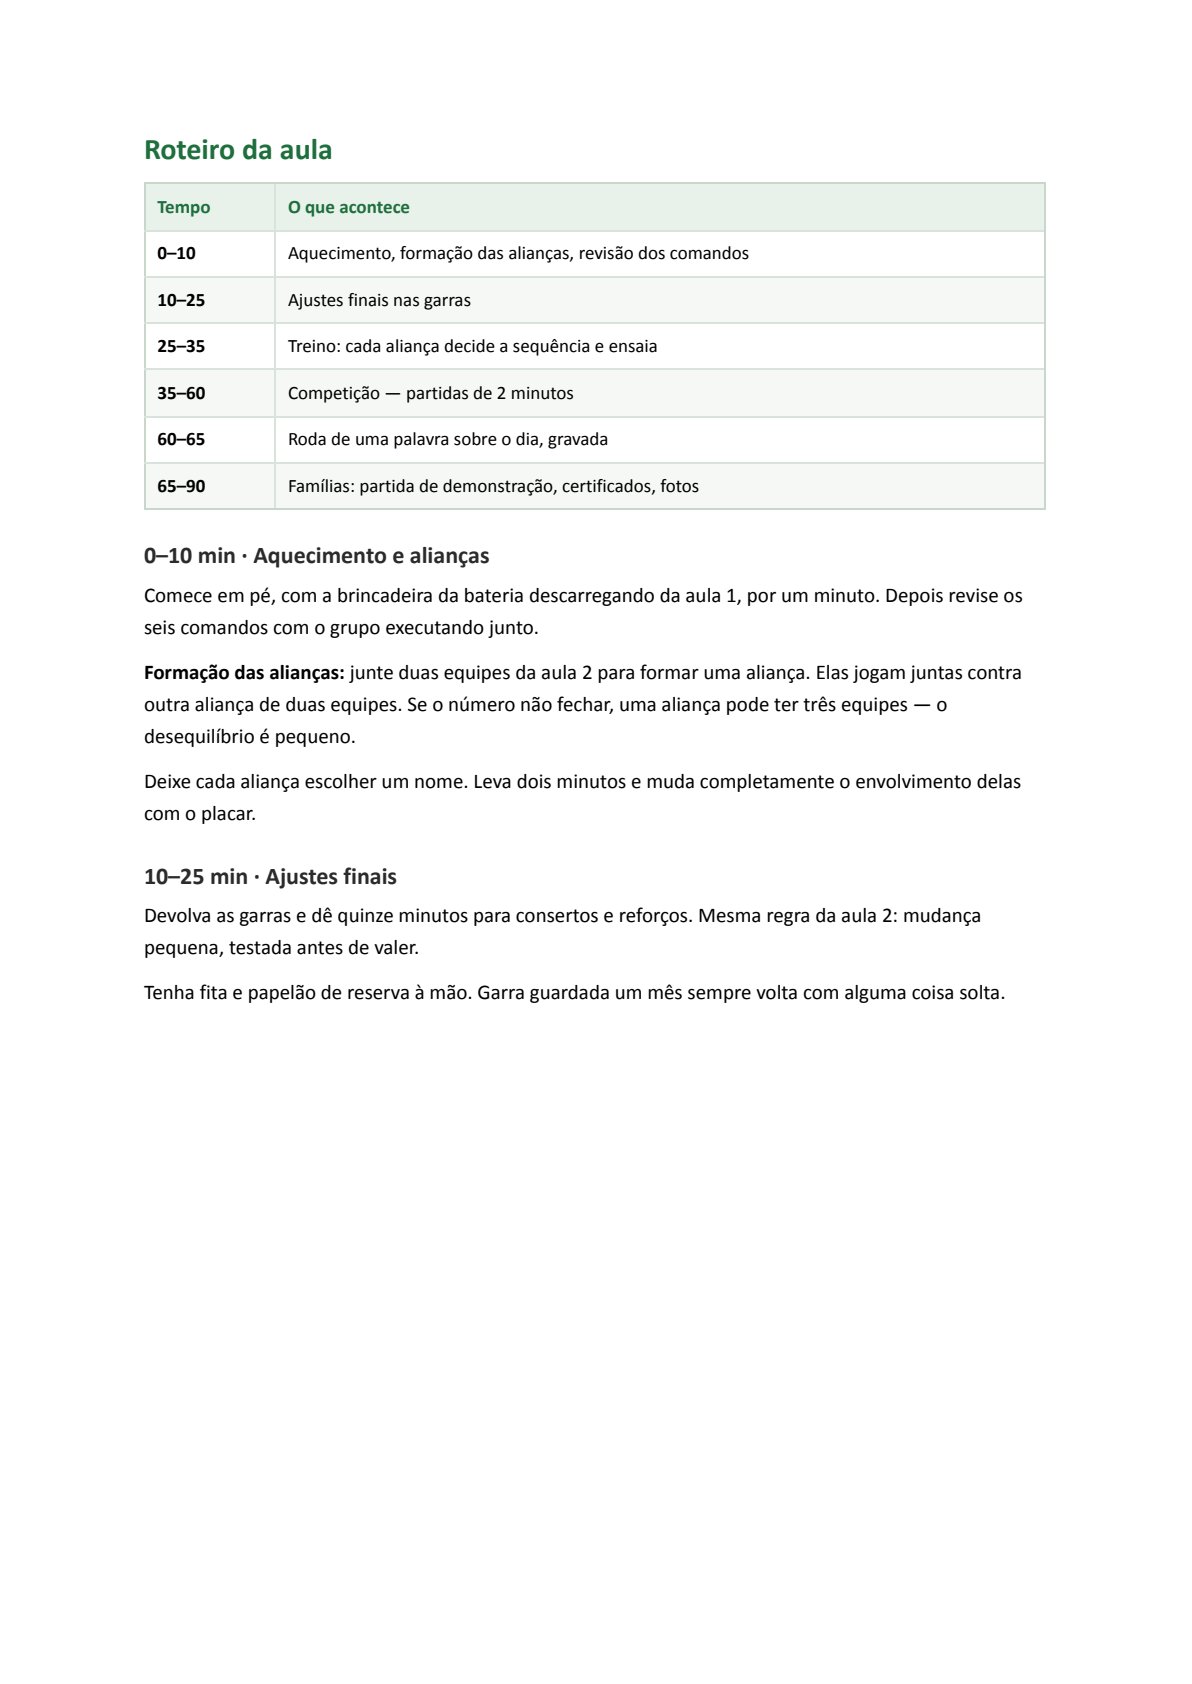 Roteiro da aula
Tempo O que acontece
0–10 Aquecimento, formação das alianças, revisão dos comandos
10–25 Ajustes finais nas garras
25–35 Treino: cada aliança decide a sequência e ensaia
35–60 Competição — partidas de 2 minutos
60–65 Roda de uma palavra sobre o dia, gravada
65–90 Famílias: partida de demonstração, certificados, fotos
0–10 min · Aquecimento e alianças
Comece em pé, com a brincadeira da bateria descarregando da aula 1, por um minuto. Depois revise os
seis comandos com o grupo executando junto.
Formação das alianças: junte duas equipes da aula 2 para formar uma aliança. Elas jogam juntas contra
outra aliança de duas equipes. Se o número não fechar, uma aliança pode ter três equipes — o
desequilíbrio é pequeno.
Deixe cada aliança escolher um nome. Leva dois minutos e muda completamente o envolvimento delas
com o placar.
10–25 min · Ajustes finais
Devolva as garras e dê quinze minutos para consertos e reforços. Mesma regra da aula 2: mudança
pequena, testada antes de valer.
Tenha fita e papelão de reserva à mão. Garra guardada um mês sempre volta com alguma coisa solta.